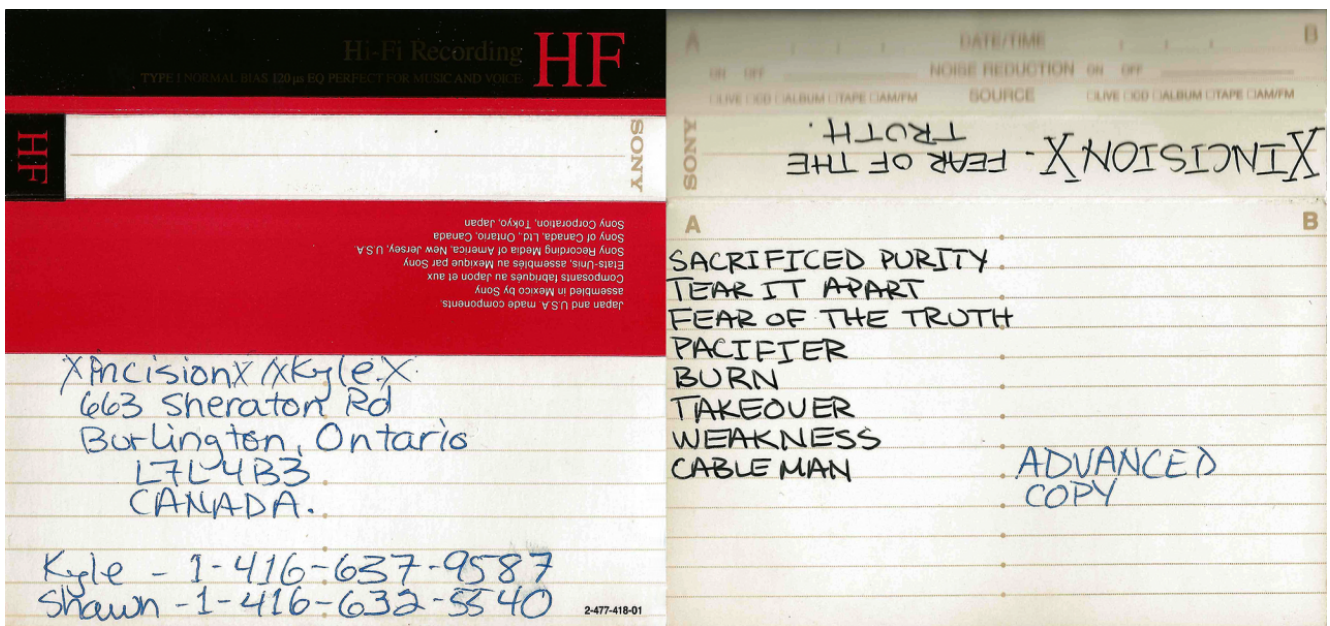 Hi-Fi Recording HF
TYPE I NORMAL BIAS 120 µs EQ PERFECT FOR MUSIC AND VOICE
HF
SONY
Japan and U.S.A. made components,
assembled in Mexico by Sony
Composants fabriqués au Japon et aux
Etats-Unis, assemblés au Mexique par Sony
Sony Recording Media of America, New Jersey, U.S.A.
Sony of Canada, Ltd., Ontario, Canada
Sony Corporation, Tokyo, Japan
XIncisionX /XKyleX
663 Sheraton Rd
Burlington, Ontario
L7L 4B3
CANADA.
Kyle - 1-416-637-9587
Shawn - 1-416-632-5540
2-477-418-01
A DATE/TIME B
ON OFF NOISE REDUCTION ON OFF
□LIVE □CD □ALBUM □TAPE □AM/FM SOURCE □LIVE □CD □ALBUM □TAPE □AM/FM
SONY
XINCISIONX - FEAR OF THE
TRUTH.
A B
SACRIFICED PURITY
TEAR IT APART
FEAR OF THE TRUTH
PACIFIER
BURN
TAKEOVER
WEAKNESS
CABLE MAN
ADVANCED
COPY